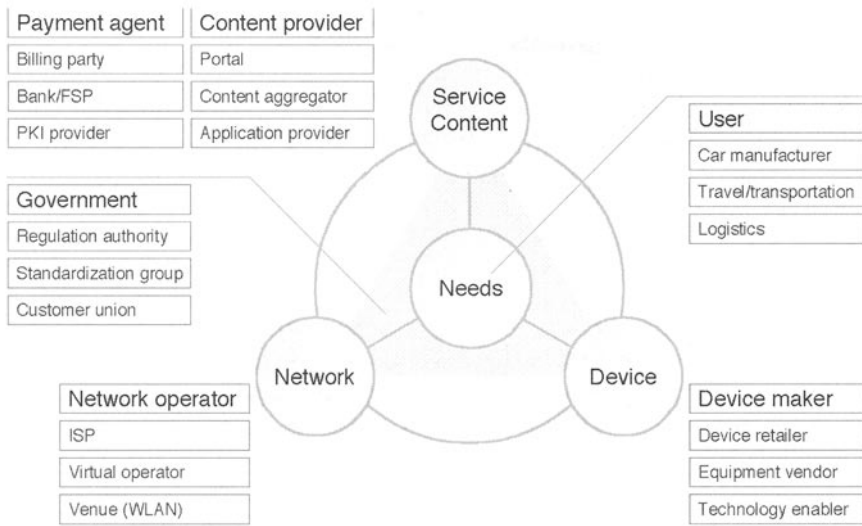 Payment agent
Billing party
Bank/FSP
PKI provider
Content provider
Portal
Content aggregator
Application provider
Service
Content
User
Car manufacturer
Travel/transportation
Logistics
Government
Regulation authority
Standardization group
Customer union
Needs
Network
Device
Network operator
ISP
Virtual operator
Venue (WLAN)
Device maker
Device retailer
Equipment vendor
Technology enabler